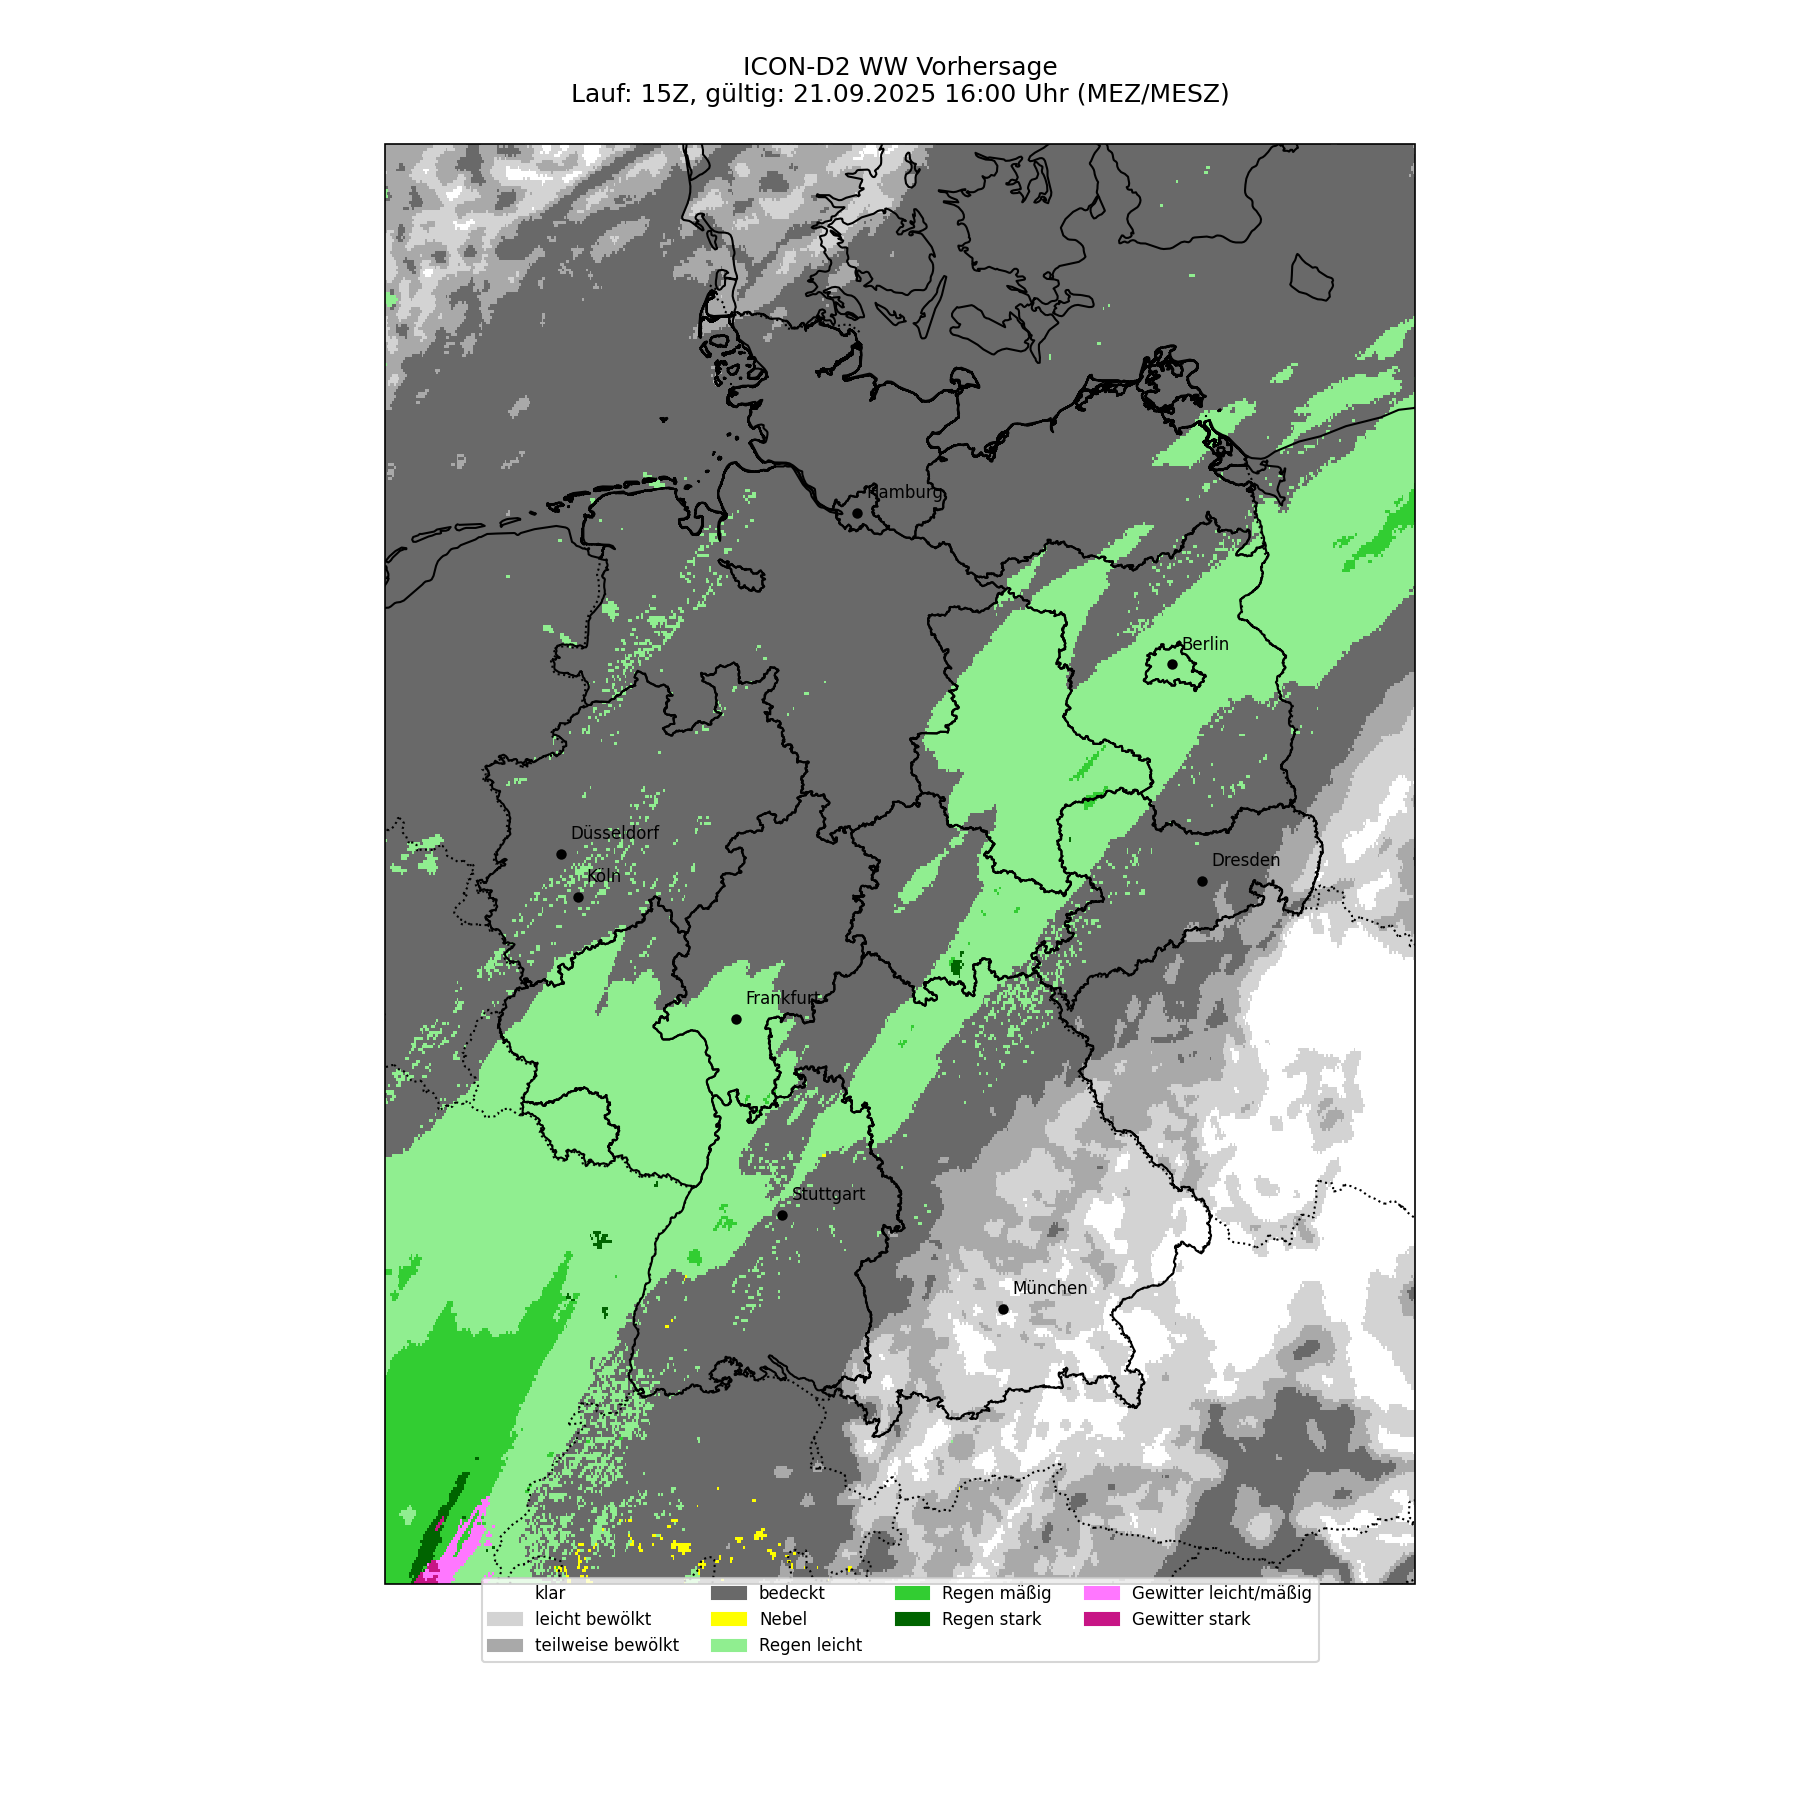 ICON-D2 WW Vorhersage
Lauf: 15Z, gültig: 21.09.2025 16:00 Uhr (MEZ/MESZ)
Hamburg
Berlin
Düsseldorf
Köln
Dresden
Frankfurt
Stuttgart
München
klar
leicht bewölkt
teilweise bewölkt
bedeckt
Nebel
Regen leicht
Regen mäßig
Regen stark
Gewitter leicht/mäßig
Gewitter stark